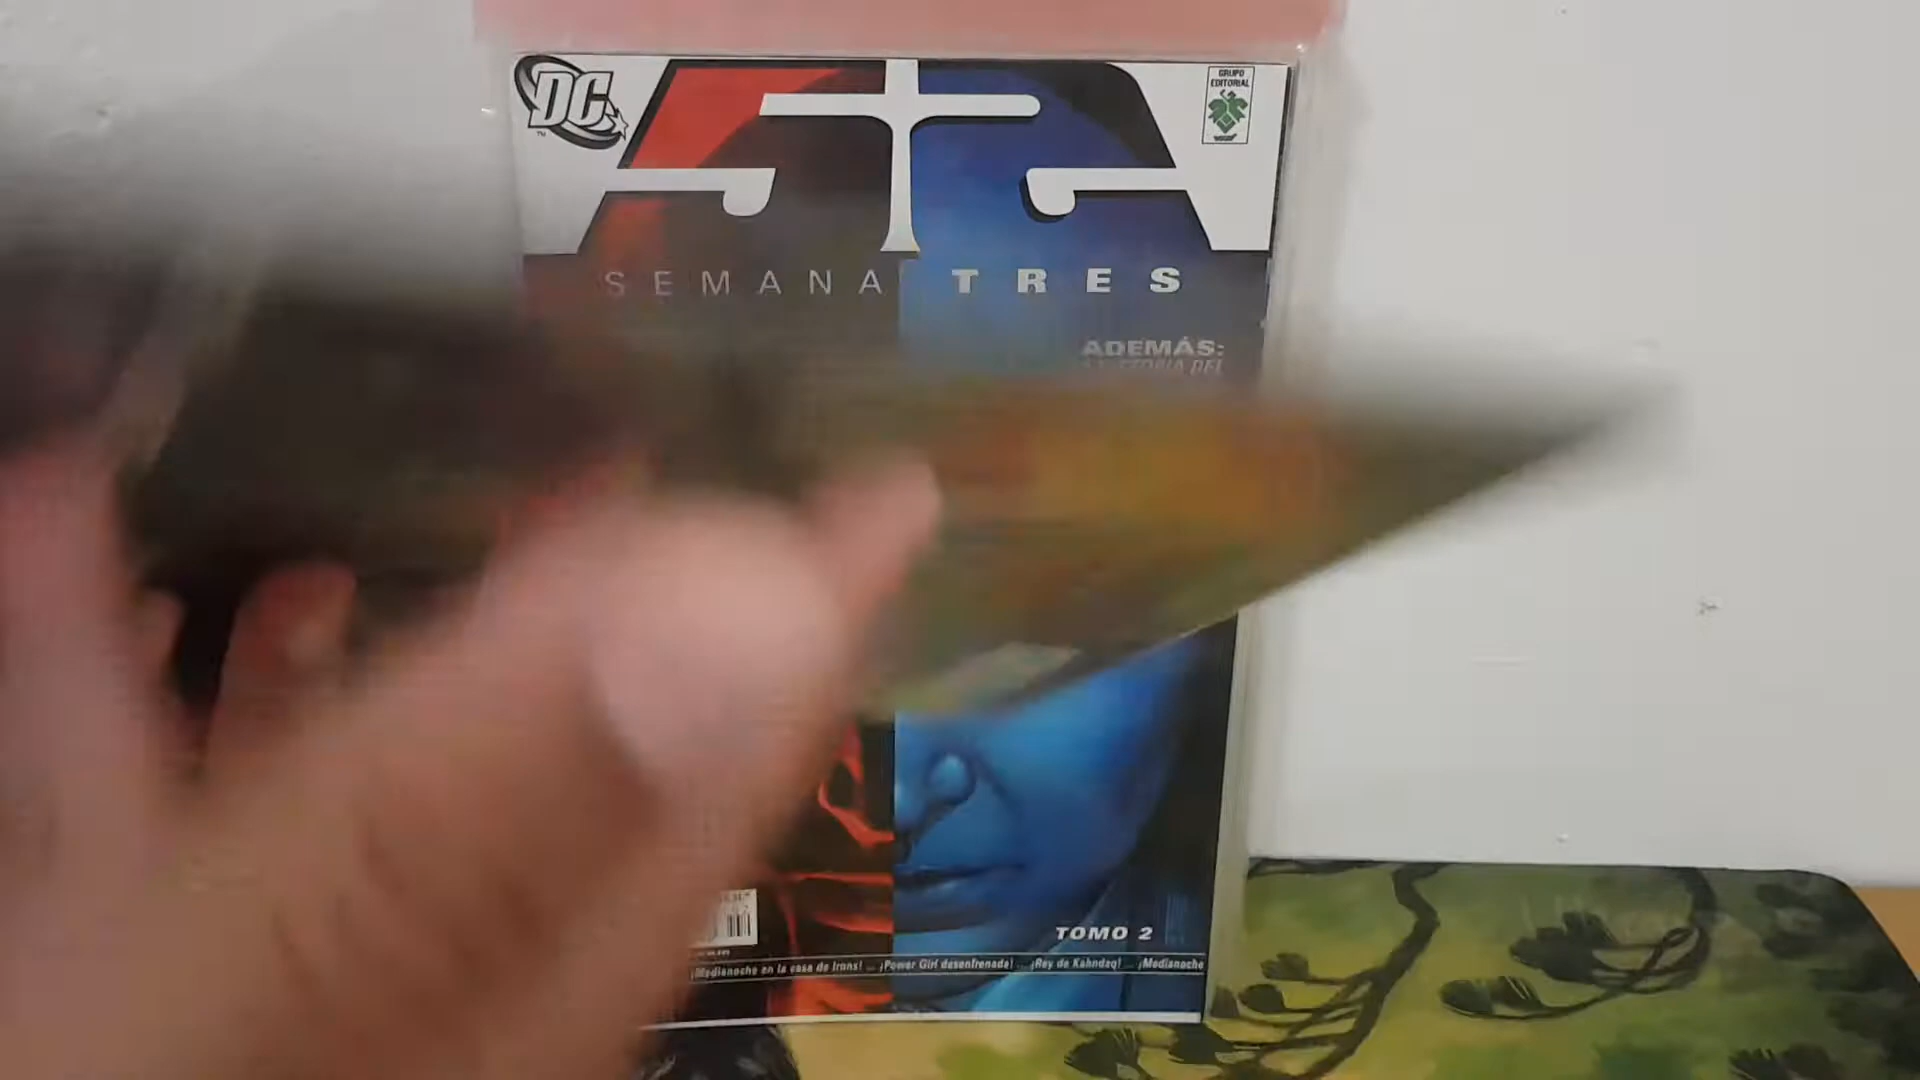 DC
TM
GRUPO
EDITORIAL
52
SEMANA TRES
ADEMÁS:
TOMO 2
¡Medianoche en la casa de Irons! ... ¡Power Girl desenfrenada! ... ¡Rey de Kahndaq! ... ¡Medianoche